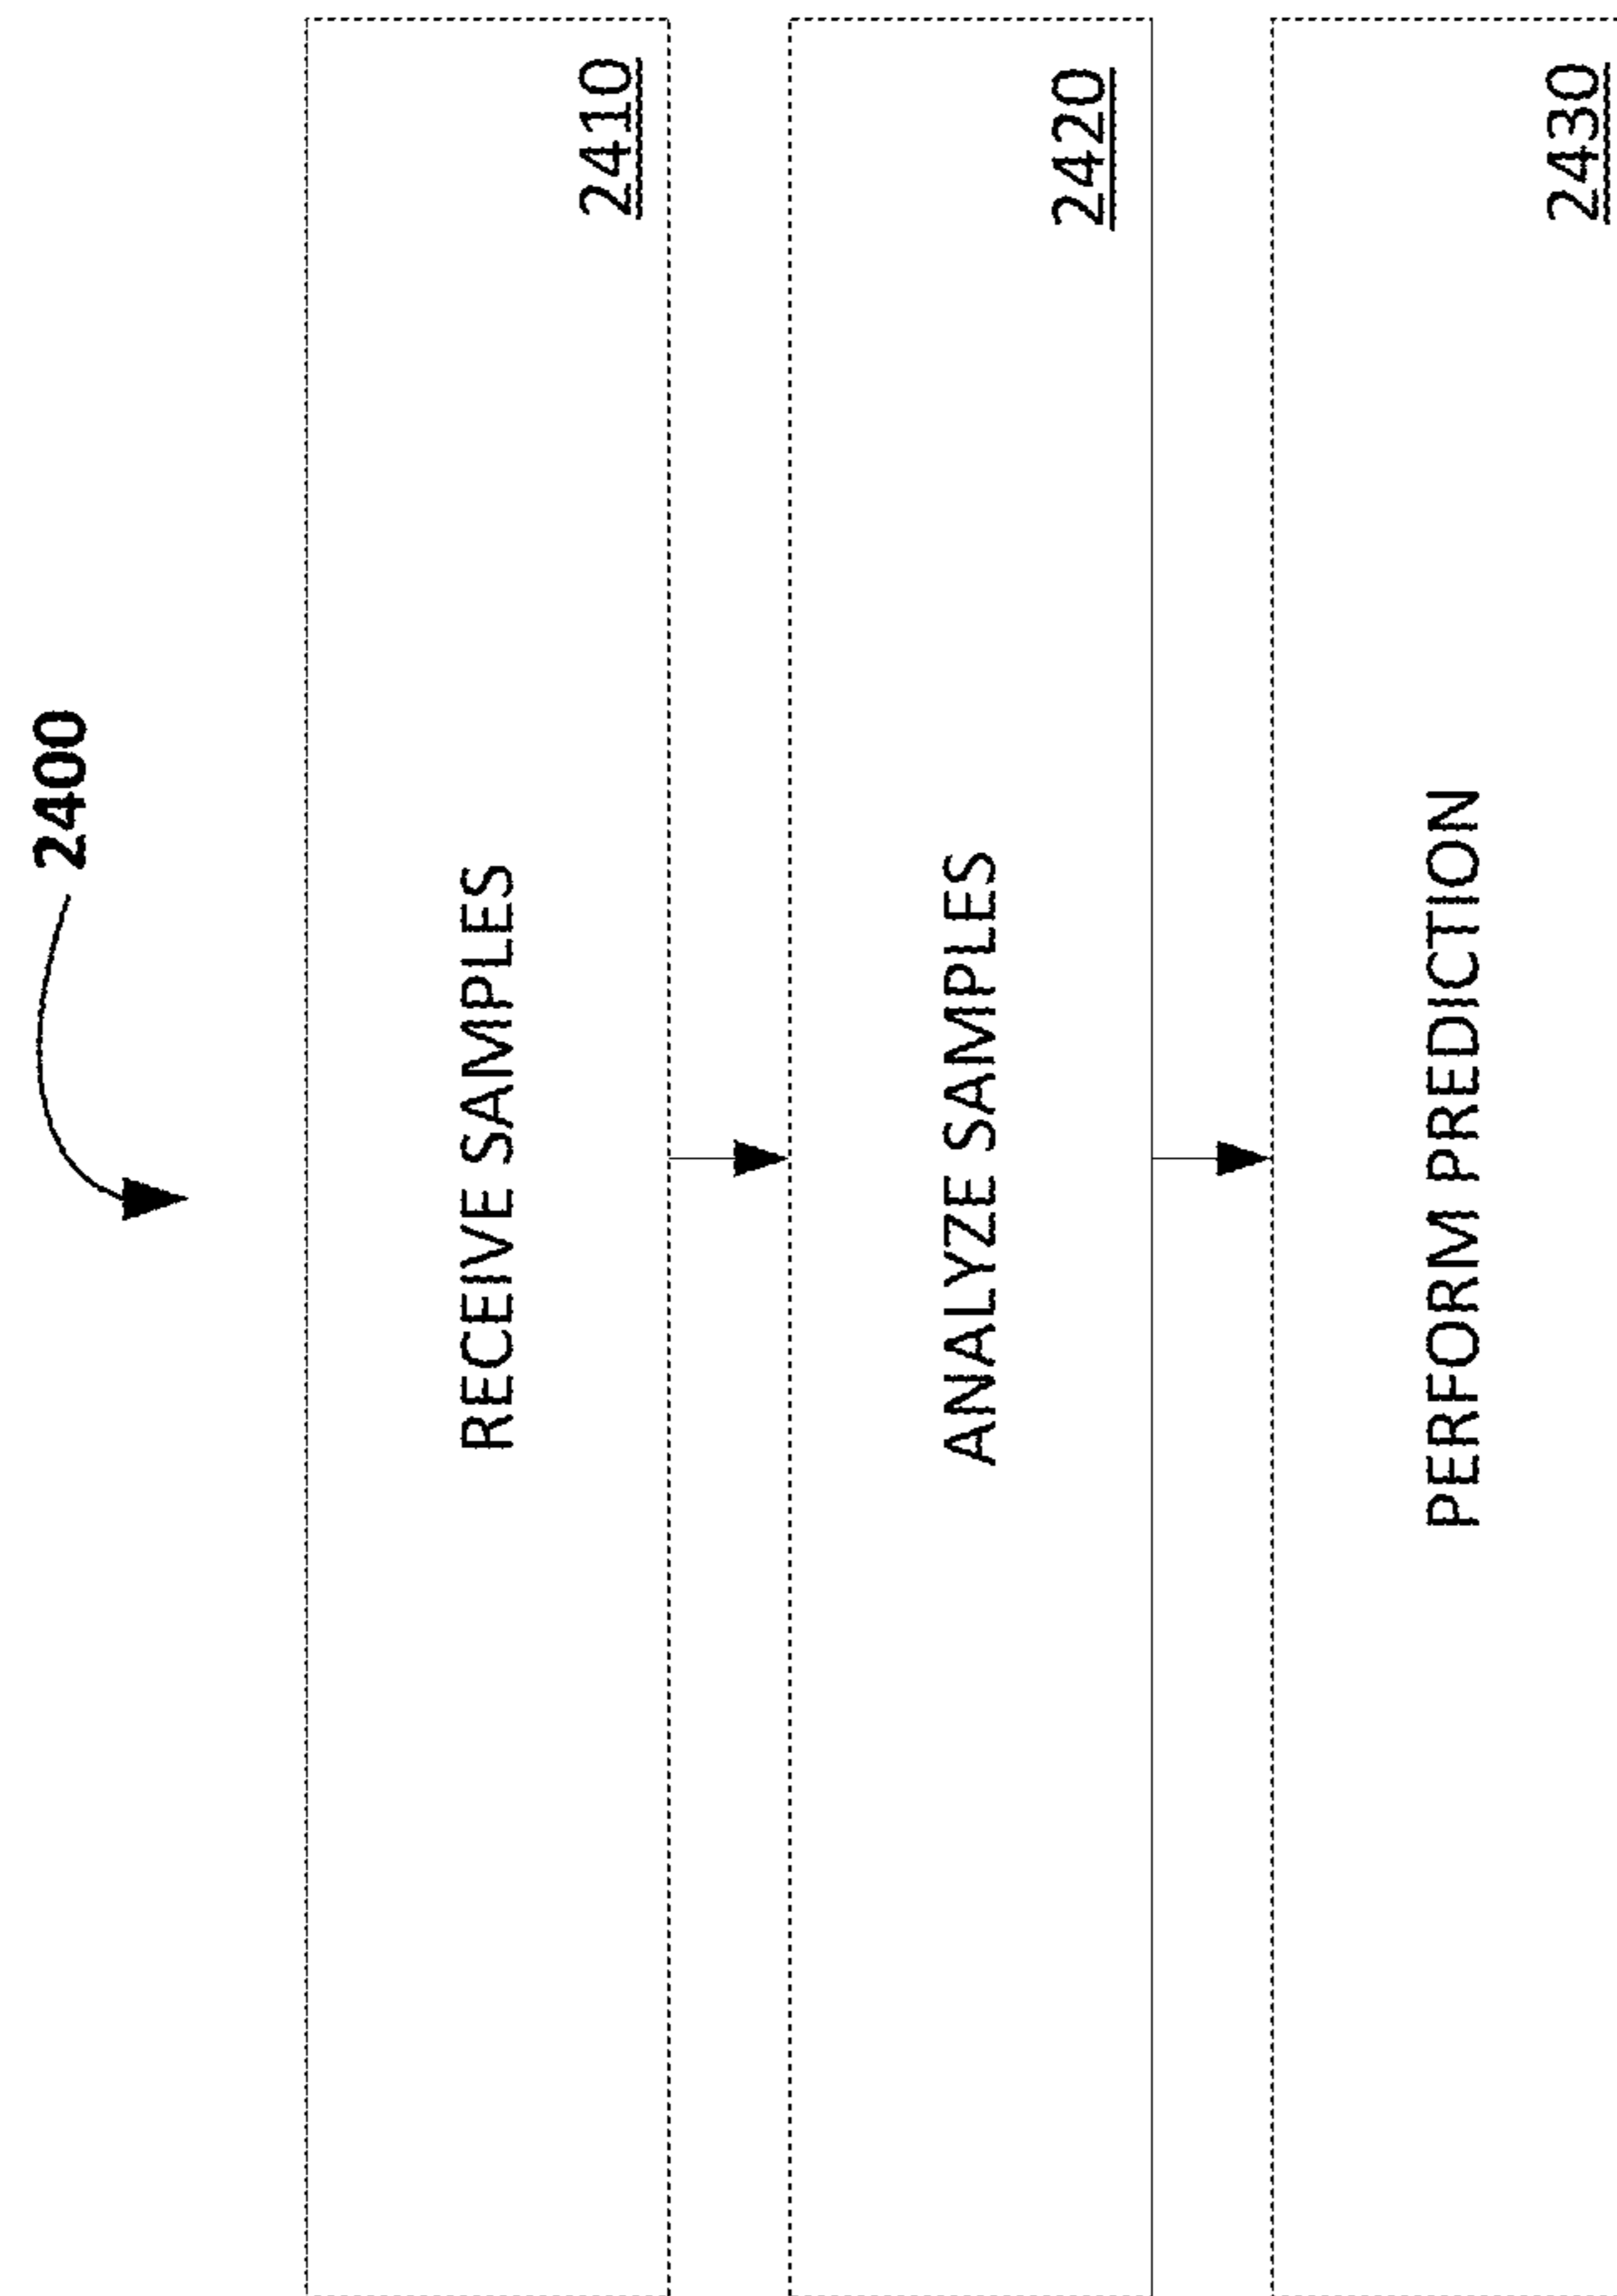 2400
RECEIVE SAMPLES
2410
ANALYZE SAMPLES
2420
PERFORM PREDICTION
2430